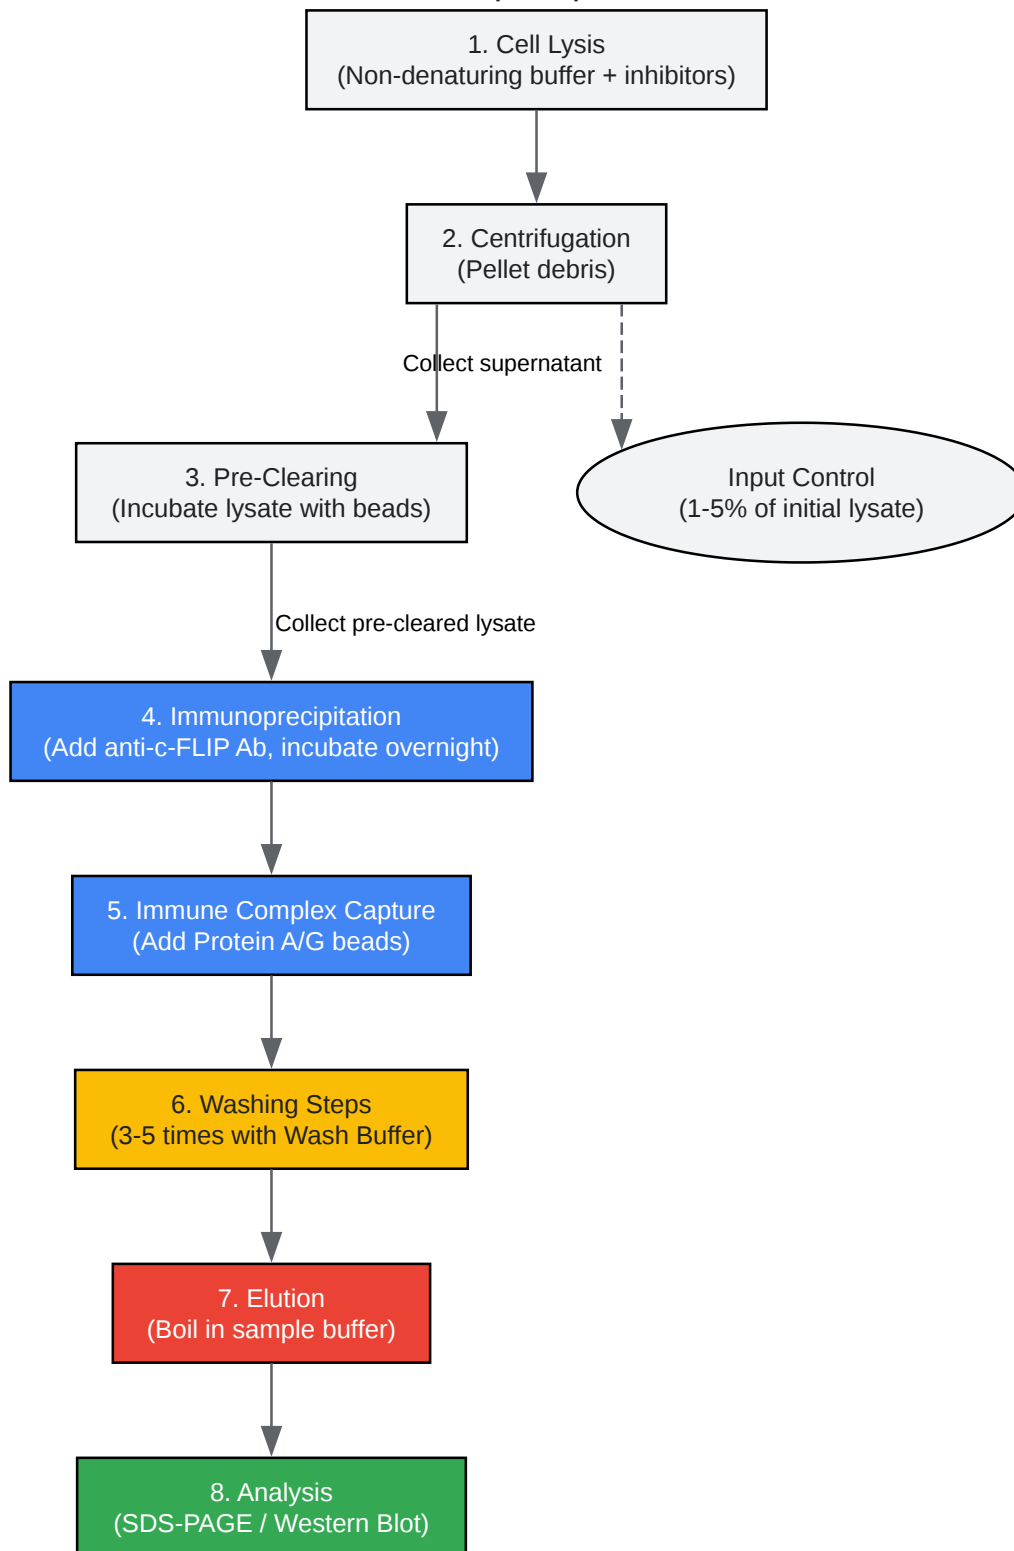 1. Cell Lysis
(Non-denaturing buffer + inhibitors)
2. Centrifugation
(Pellet debris)
Collect supernatant
3. Pre-Clearing
(Incubate lysate with beads)
Input Control
(1-5% of initial lysate)
Collect pre-cleared lysate
4. Immunoprecipitation
(Add anti-c-FLIP Ab, incubate overnight)
5. Immune Complex Capture
(Add Protein A/G beads)
6. Washing Steps
(3-5 times with Wash Buffer)
7. Elution
(Boil in sample buffer)
8. Analysis
(SDS-PAGE / Western Blot)